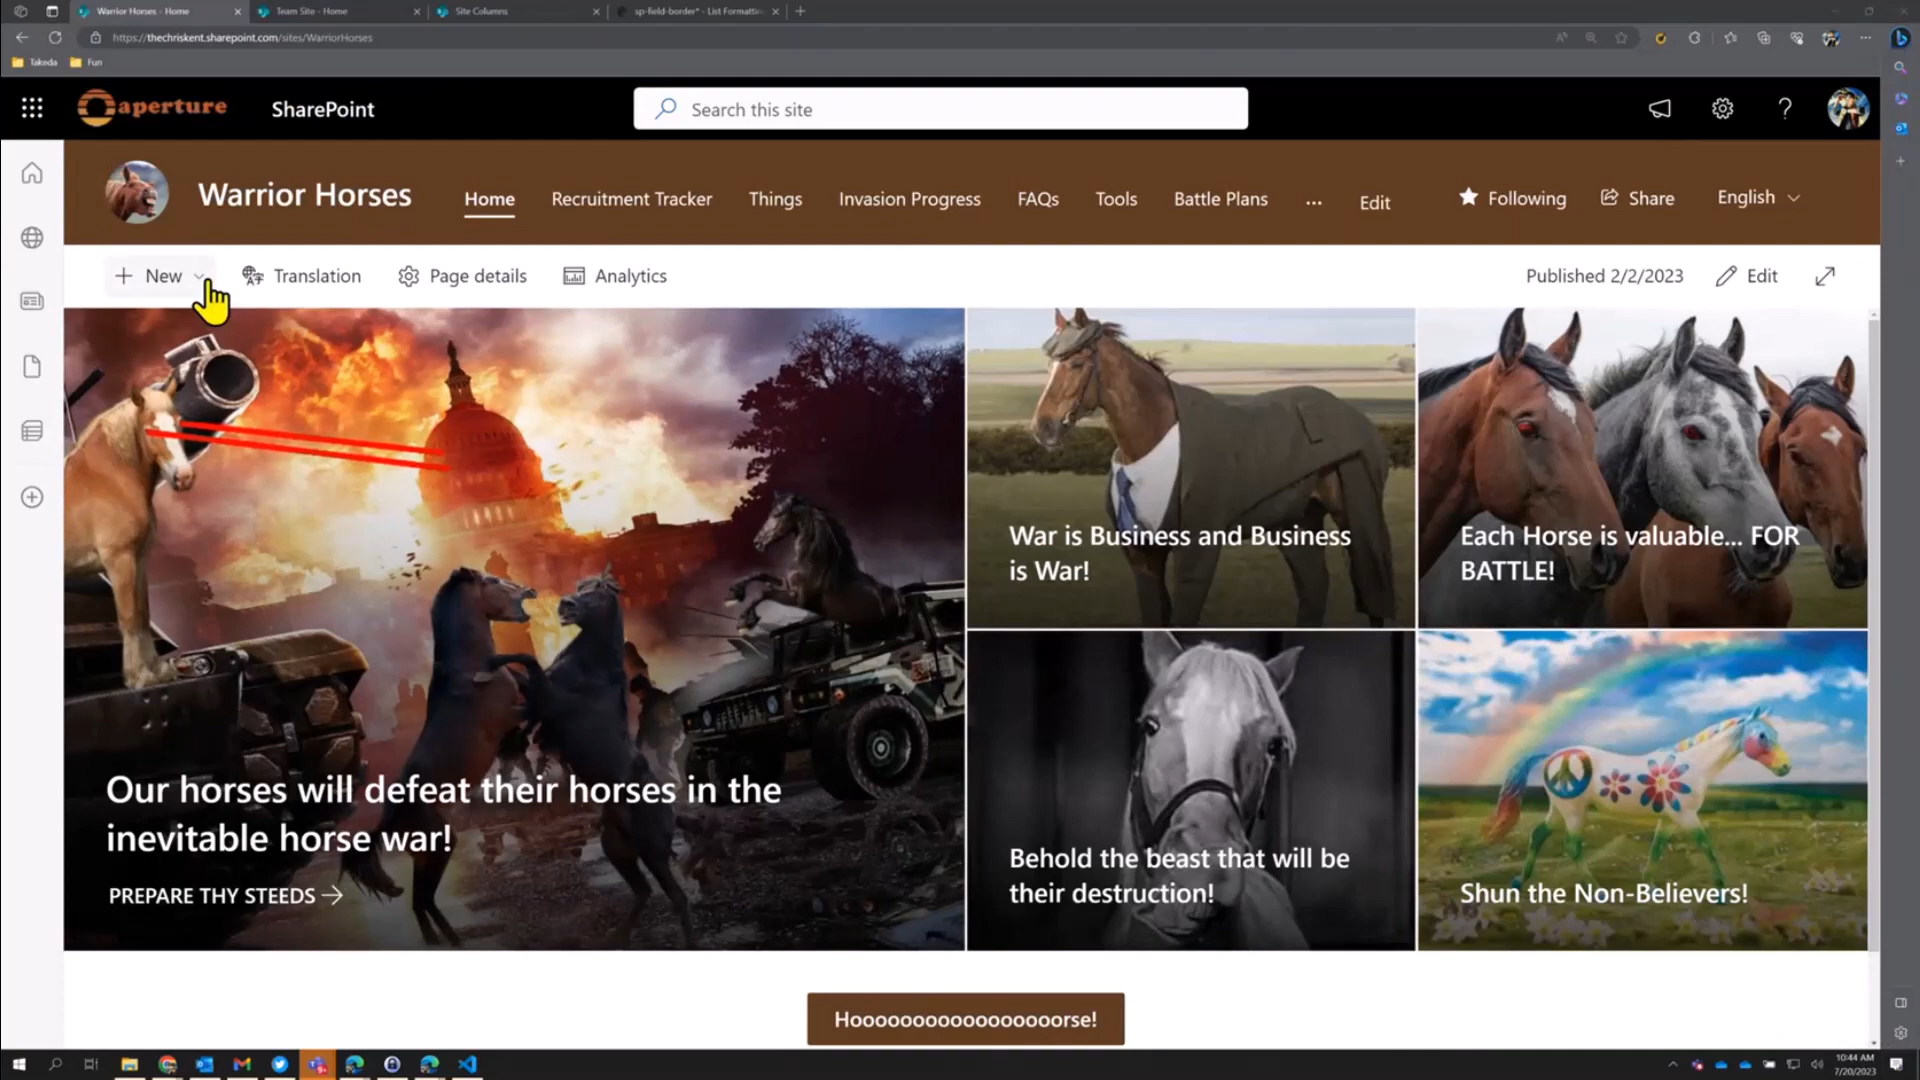 Warrior Horses - Home
Team Site - Home
Site Columns
sp-field-border* - List Formattin
https://thechriskent.sharepoint.com/sites/WarriorHorses
Takeda
Fun
aperture
SharePoint
Search this site
Warrior Horses
Home
Recruitment Tracker
Things
Invasion Progress
FAQs
Tools
Battle Plans
...
Edit
Following
Share
English
New
Translation
Page details
Analytics
Published 2/2/2023
Edit
Our horses will defeat their horses in the
inevitable horse war!
PREPARE THY STEEDS
War is Business and Business
is War!
Each Horse is valuable... FOR
BATTLE!
Behold the beast that will be
their destruction!
Shun the Non-Believers!
Hooooooooooooooooorse!
10:44 AM
7/20/2023